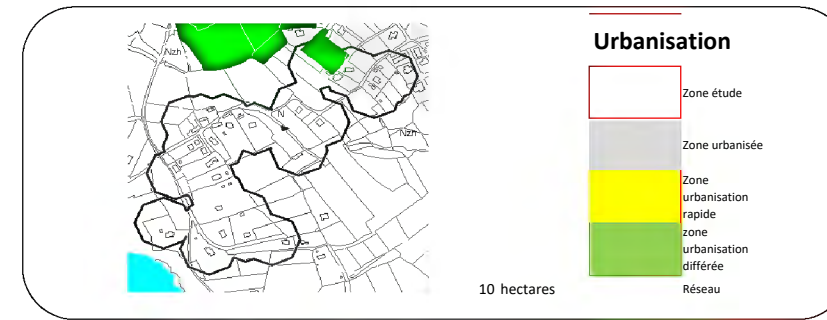 Urbanisation
Nzh
N
Nzh
Zone étude
Zone urbanisée
Zone
urbanisation
rapide
zone
urbanisation
différée
10 hectares
Réseau